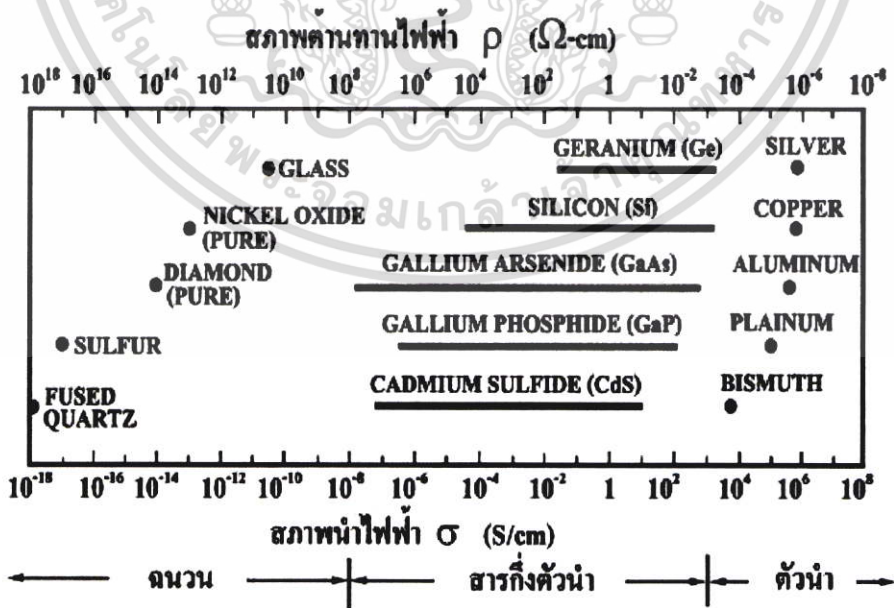 สภาพต้านทานไฟฟ้า ρ (Ω-cm)
10¹⁸ 10¹⁶ 10¹⁴ 10¹² 10¹⁰ 10⁸ 10⁶ 10⁴ 10² 1 10⁻² 10⁻⁴ 10⁻⁶ 10⁻⁸
GERANIUM (Ge) SILVER
GLASS
SILICON (Si) COPPER
NICKEL OXIDE
(PURE)
GALLIUM ARSENIDE (GaAs) ALUMINUM
DIAMOND
(PURE)
GALLIUM PHOSPHIDE (GaP) PLAINUM
SULFUR
CADMIUM SULFIDE (CdS) BISMUTH
FUSED
QUARTZ
10⁻¹⁸ 10⁻¹⁶ 10⁻¹⁴ 10⁻¹² 10⁻¹⁰ 10⁻⁸ 10⁻⁶ 10⁻⁴ 10⁻² 1 10² 10⁴ 10⁶ 10⁸
สภาพนำไฟฟ้า σ (S/cm)
ฉนวน สารกึ่งตัวนำ ตัวนำ